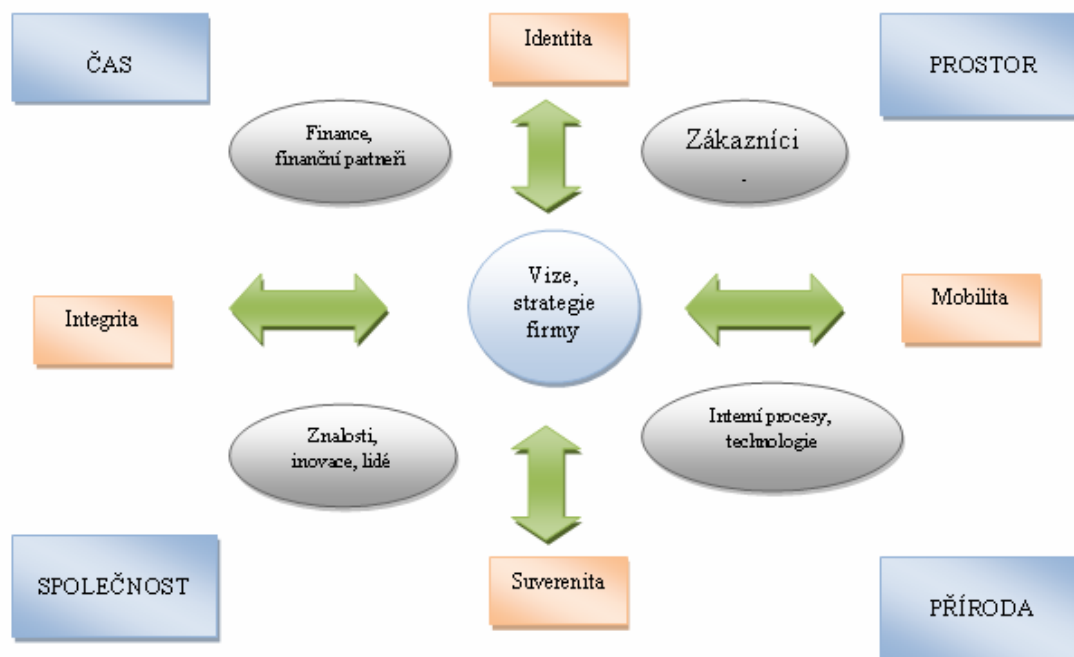 ČAS
Identita
PROSTOR
Finance,
finanční partneři
Zákazníci
.
Vize,
strategie
firmy
Integrita
Mobilita
Znalosti,
inovace, lidé
Interní procesy,
technologie
SPOLEČNOST
Suverenita
PŘÍRODA